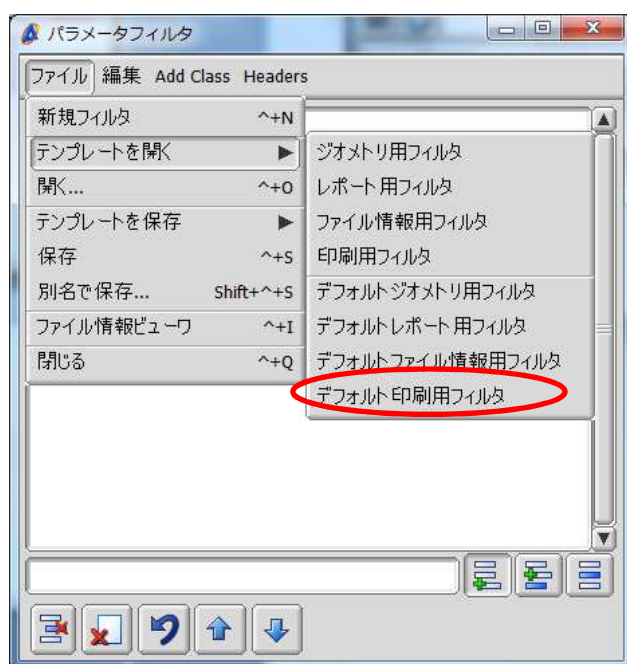 パラメータフィルタ
ファイル 編集 Add Class Headers
新規フィルタ ^+N
テンプレートを開く
開く... ^+O
テンプレートを保存
保存 ^+S
別名で保存... Shift+^+S
ファイル情報ビューワ ^+I
閉じる ^+Q
ジオメトリ用フィルタ
レポート用フィルタ
ファイル情報用フィルタ
印刷用フィルタ
デフォルトジオメトリ用フィルタ
デフォルトレポート用フィルタ
デフォルトファイル情報用フィルタ
デフォルト印刷用フィルタ